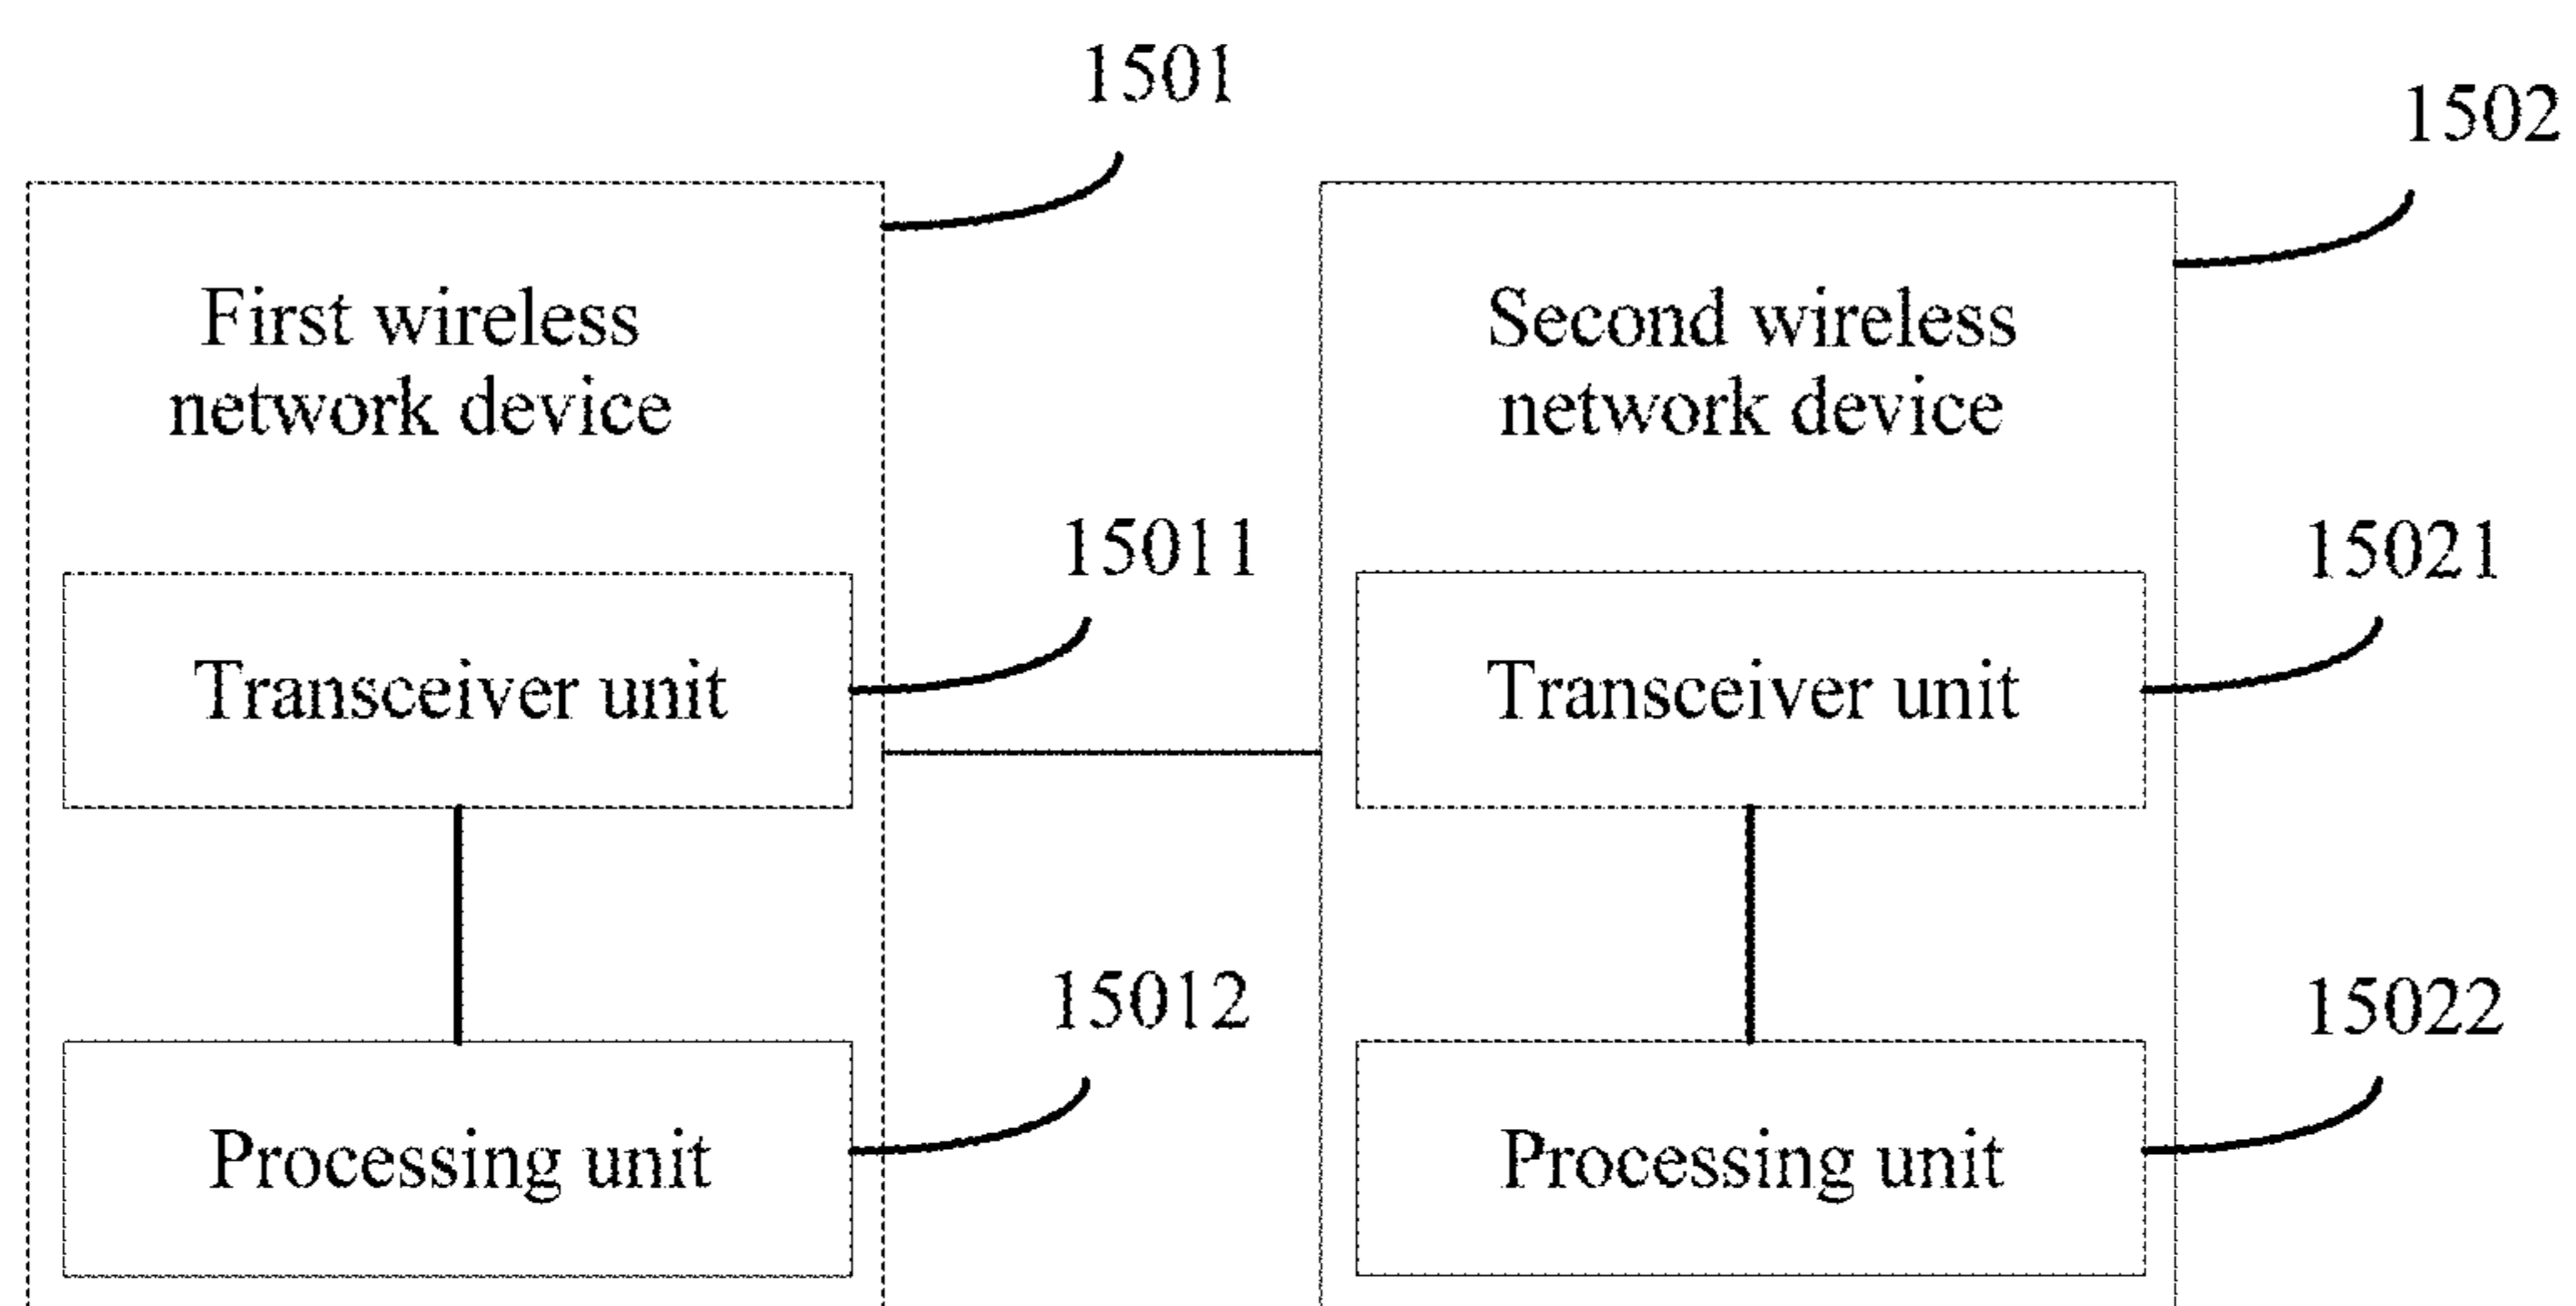 1501
1502
First wireless
network device
Second wireless
network device
15011
15021
Transceiver unit
Transceiver unit
15012
15022
Processing unit
Processing unit